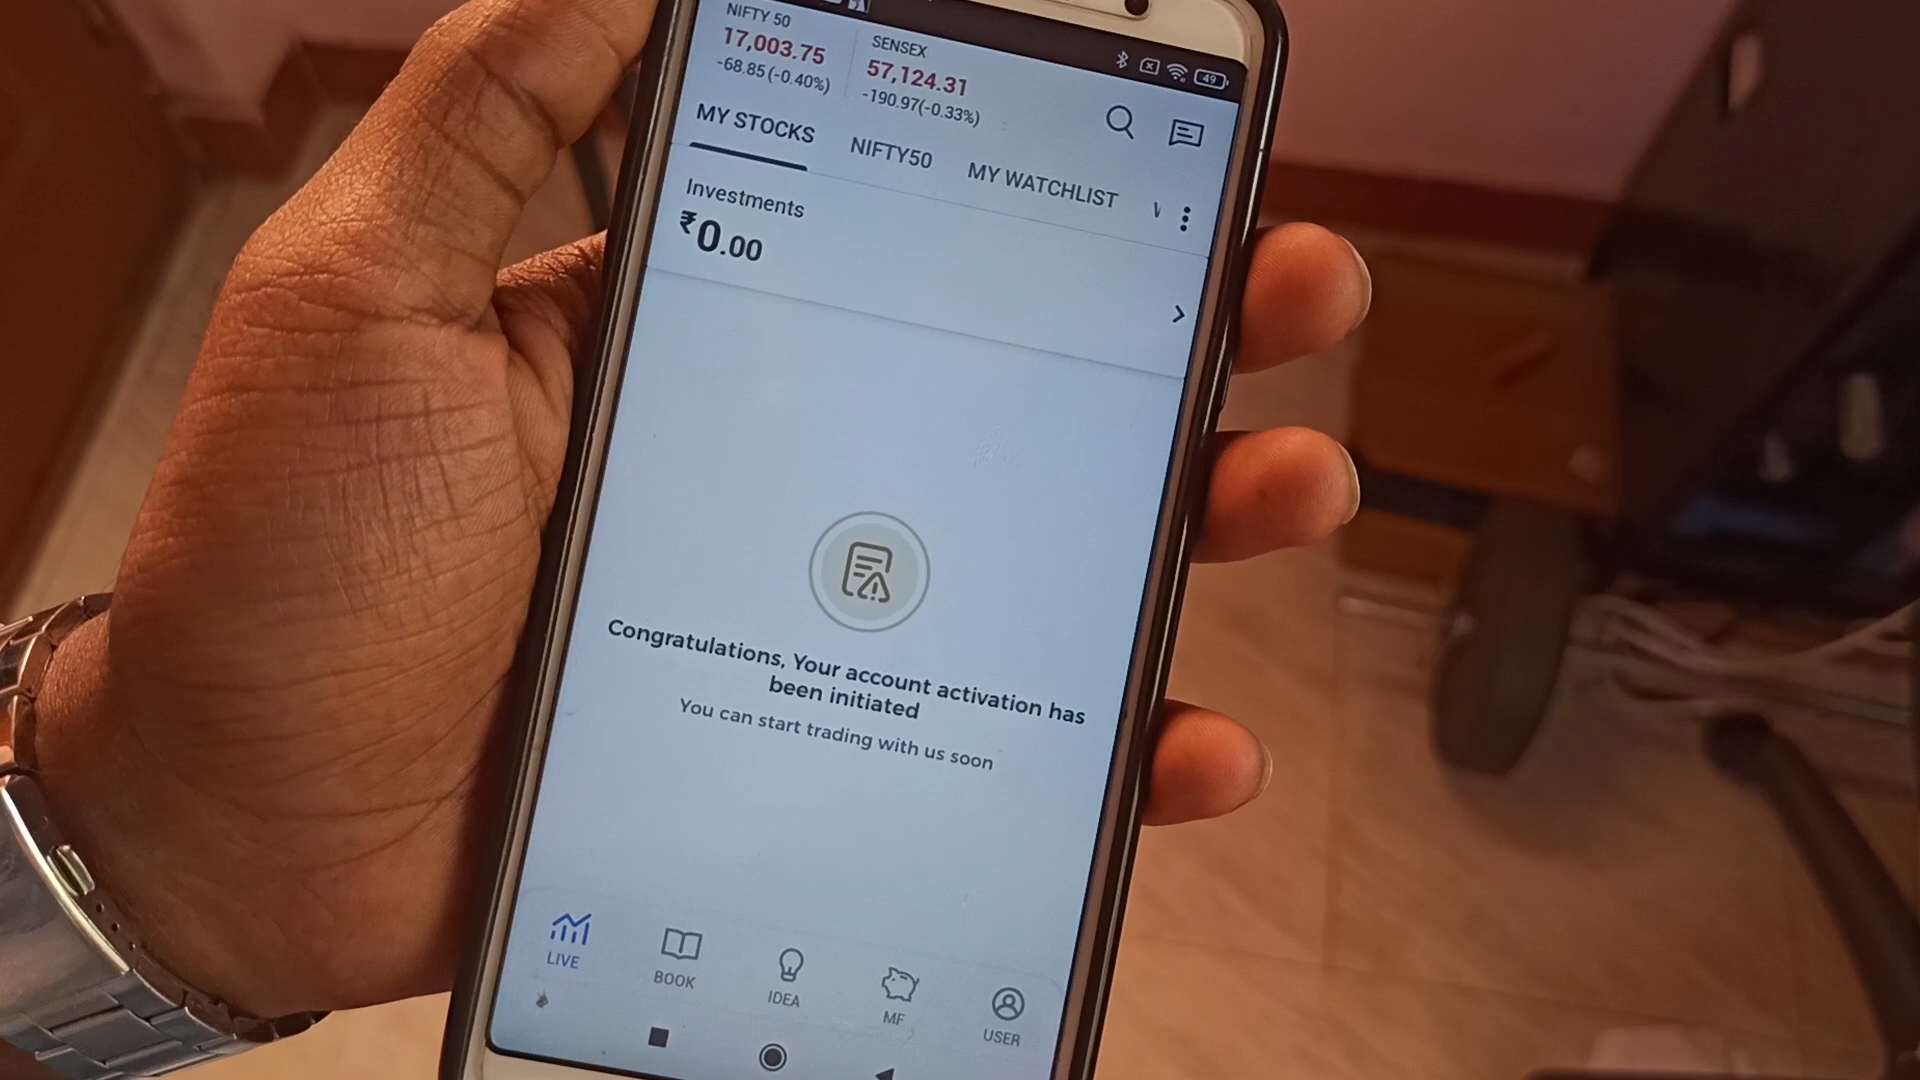 NIFTY 50
17,003.75
-68.85 (-0.40%)
SENSEX
57,124.31
-190.97(-0.33%)
49
MY STOCKS
NIFTY50
MY WATCHLIST
Investments
₹0.00
Congratulations, Your account activation has
been initiated
You can start trading with us soon
LIVE
BOOK
IDEA
MF
USER